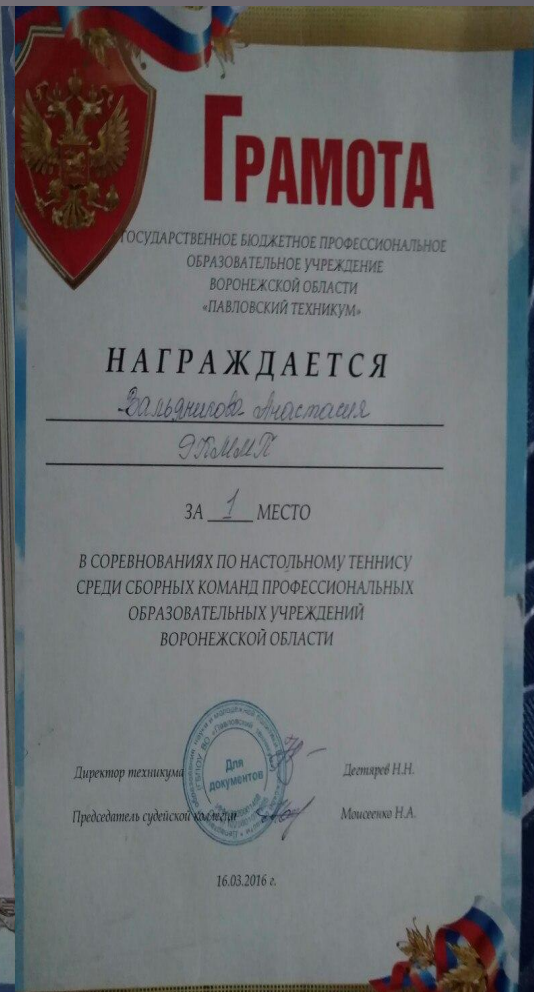 ГРАМОТА
ГОСУДАРСТВЕННОЕ БЮДЖЕТНОЕ ПРОФЕССИОНАЛЬНОЕ
ОБРАЗОВАТЕЛЬНОЕ УЧРЕЖДЕНИЕ
ВОРОНЕЖСКОЙ ОБЛАСТИ
«ПАВЛОВСКИЙ ТЕХНИКУМ»
НАГРАЖДАЕТСЯ
Анастасия
ЗА 1 МЕСТО
В СОРЕВНОВАНИЯХ ПО НАСТОЛЬНОМУ ТЕННИСУ
СРЕДИ СБОРНЫХ КОМАНД ПРОФЕССИОНАЛЬНЫХ
ОБРАЗОВАТЕЛЬНЫХ УЧРЕЖДЕНИЙ
ВОРОНЕЖСКОЙ ОБЛАСТИ
Для
документов
Директор техникума Дегтярев Н.Н.
Председатель судейской коллегии Моисеенко Н.А.
16.03.2016 г.